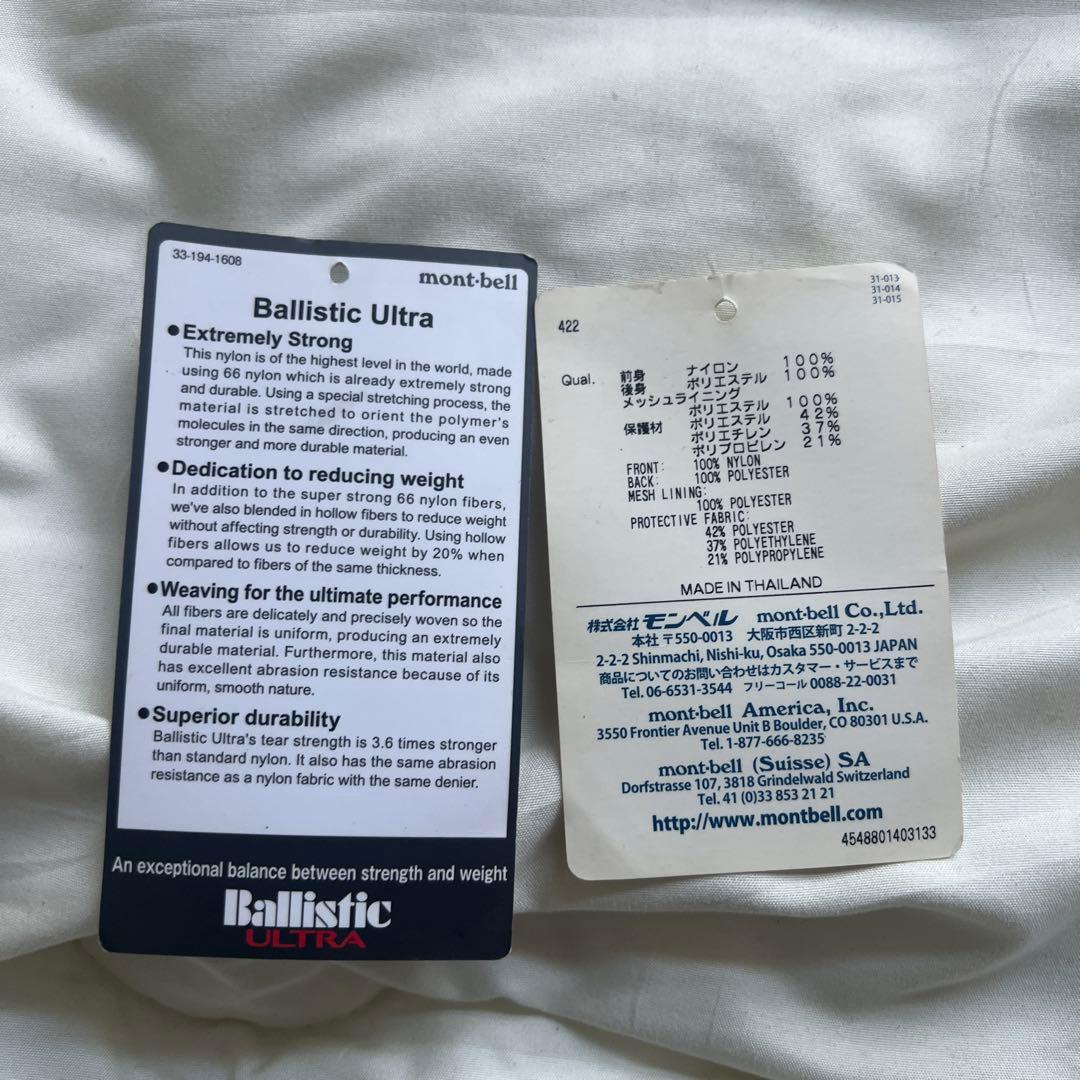 33-194-1608
mont·bell
Ballistic Ultra
●Extremely Strong
This nylon is of the highest level in the world, made
using 66 nylon which is already extremely strong
and durable. Using a special stretching process, the
material is stretched to orient the polymer's
molecules in the same direction, producing an even
stronger and more durable material.
●Dedication to reducing weight
In addition to the super strong 66 nylon fibers,
we've also blended in hollow fibers to reduce weight
without affecting strength or durability. Using hollow
fibers allows us to reduce weight by 20% when
compared to fibers of the same thickness.
●Weaving for the ultimate performance
All fibers are delicately and precisely woven so the
final material is uniform, producing an extremely
durable material. Furthermore, this material also
has excellent abrasion resistance because of its
uniform, smooth nature.
●Superior durability
Ballistic Ultra's tear strength is 3.6 times stronger
than standard nylon. It also has the same abrasion
resistance as a nylon fabric with the same denier.
An exceptional balance between strength and weight
Ballistic
ULTRA
31-013
31-014
31-015
422
Qual. 前身 ナイロン 100%
後身 ポリエステル 100%
メッシュライニング
ポリエステル 100%
保護材 ポリエステル 42%
ポリエチレン 37%
ポリプロピレン 21%
FRONT: 100% NYLON
BACK: 100% POLYESTER
MESH LINING:
100% POLYESTER
PROTECTIVE FABRIC:
42% POLYESTER
37% POLYETHYLENE
21% POLYPROPYLENE
MADE IN THAILAND
株式会社 モンベル mont·bell Co.,Ltd.
本社 〒550-0013 大阪市西区新町 2-2-2
2-2-2 Shinmachi, Nishi-ku, Osaka 550-0013 JAPAN
商品についてのお問い合わせはカスタマー・サービスまで
Tel. 06-6531-3544 フリーコール 0088-22-0031
mont·bell America, Inc.
3550 Frontier Avenue Unit B Boulder, CO 80301 U.S.A.
Tel. 1-877-666-8235
mont·bell (Suisse) SA
Dorfstrasse 107, 3818 Grindelwald Switzerland
Tel. 41 (0)33 853 21 21
http://www.montbell.com
4548801403133